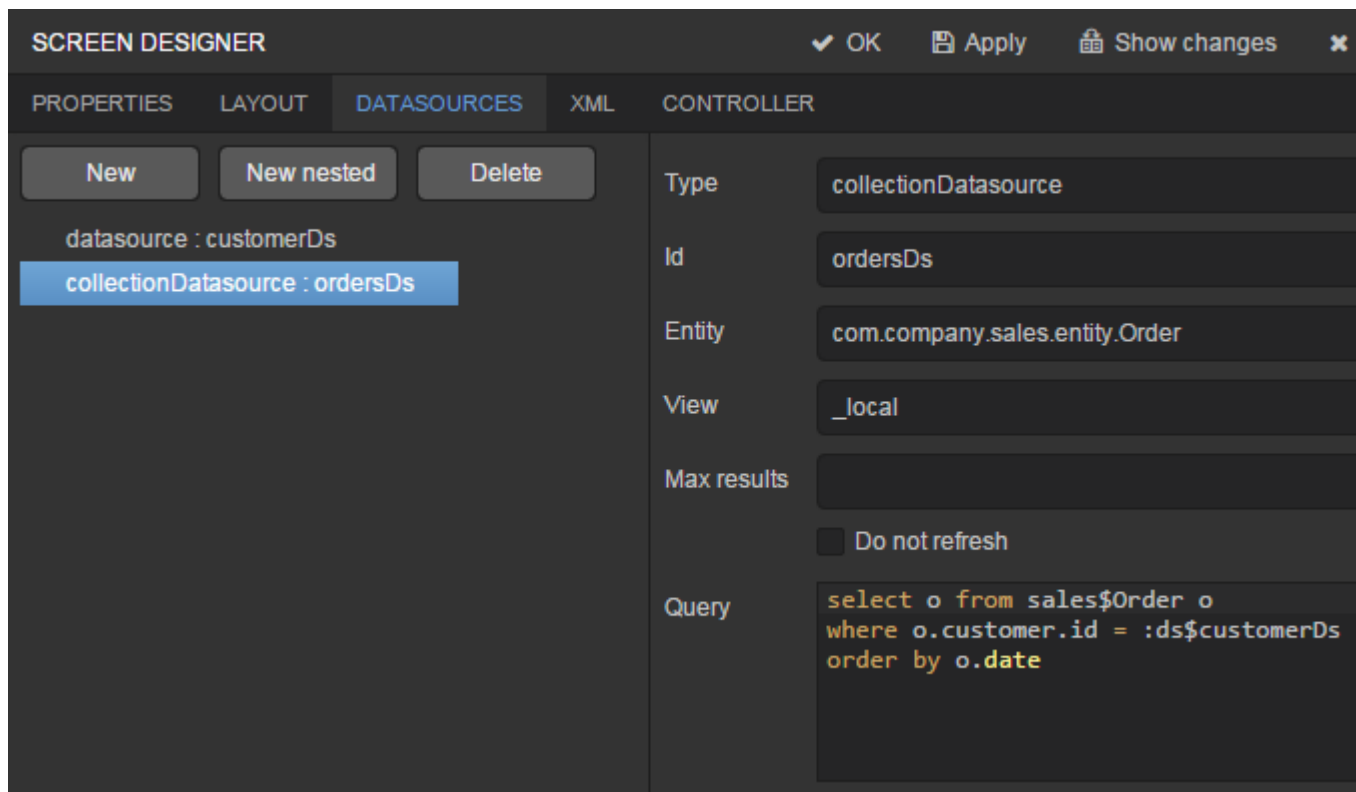 SCREEN DESIGNER
OK Apply Show changes
PROPERTIES LAYOUT DATASOURCES XML CONTROLLER
New New nested Delete
datasource : customerDs
collectionDatasource : ordersDs
Type collectionDatasource
Id ordersDs
Entity com.company.sales.entity.Order
View _local
Max results
Do not refresh
Query
select o from sales$Order o
where o.customer.id = :ds$customerDs
order by o.date